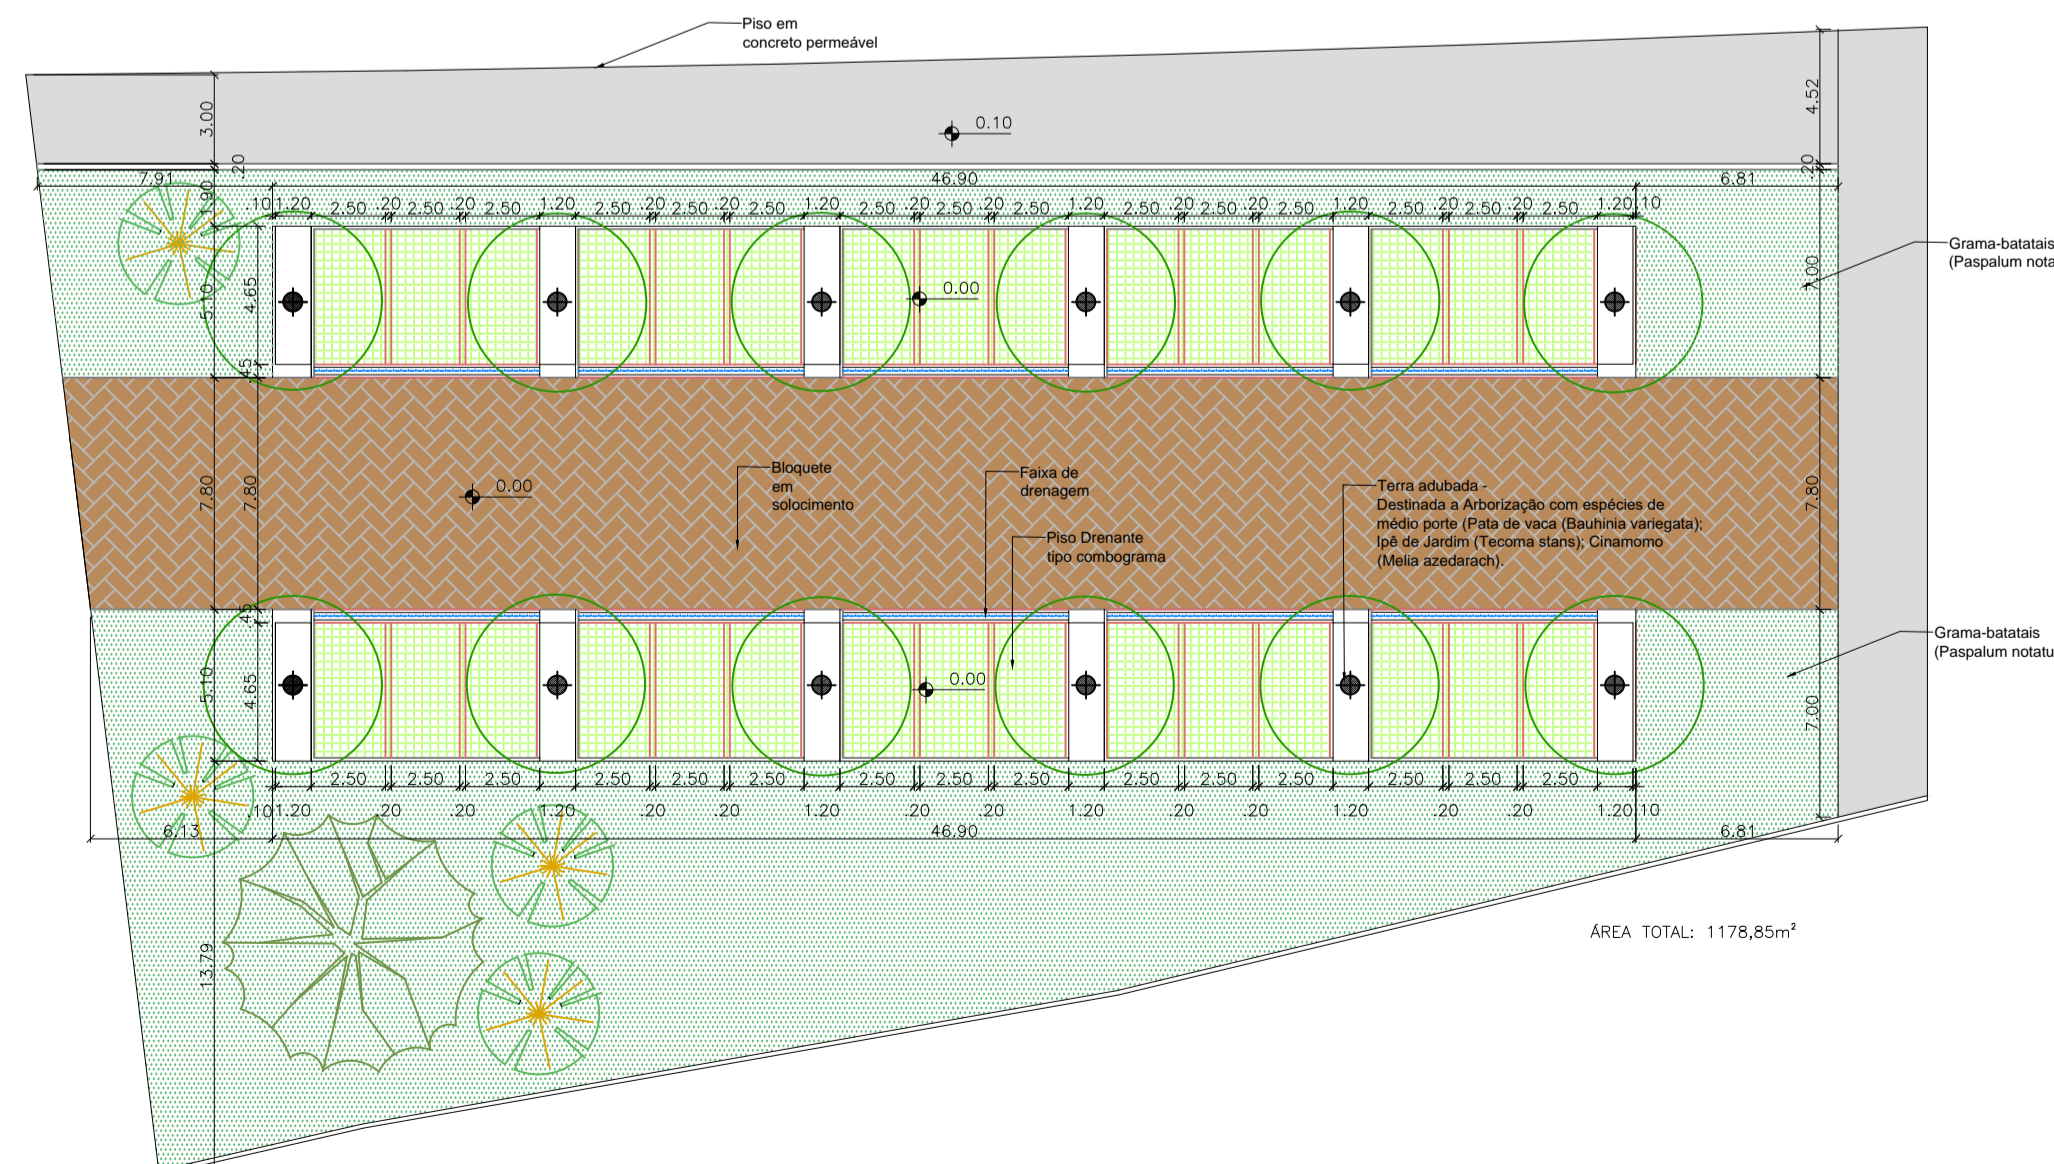 Piso em
concreto permeável
3.00
4.52
0.10
.20
.20
7.91
46.90
6.81
1.90
.10 1.20 2.50 .20 2.50 .20 2.50 1.20 2.50 .20 2.50 .20 2.50 1.20 2.50 .20 2.50 .20 2.50 1.20 2.50 .20 2.50 .20 2.50 1.20 2.50 .20 2.50 .20 2.50 1.20 .10
Grama-batatais
(Paspalum nota
7.00
5.10
4.65
0.00
.45
Bloquete
em
solocimento
Faixa de
drenagem
Terra adubada -
Destinada a Arborização com espécies de
médio porte (Pata de vaca (Bauhinia variegata);
Ipê de Jardim (Tecoma stans); Cinamomo
(Melia azedarach).
0.00
7.80
7.80
7.80
Piso Drenante
tipo combograma
.45
Grama-batatais
(Paspalum notatu
5.10
4.65
0.00
7.00
2.50 2.50 2.50 2.50 2.50 2.50 2.50 2.50 2.50 2.50 2.50 2.50 2.50 2.50 2.50
.10 1.20 .20 .20 1.20 .20 .20 1.20 .20 .20 1.20 .20 .20 1.20 .20 .20 1.20 .10
6.13
46.90
6.81
13.79
ÁREA TOTAL: 1178,85m²